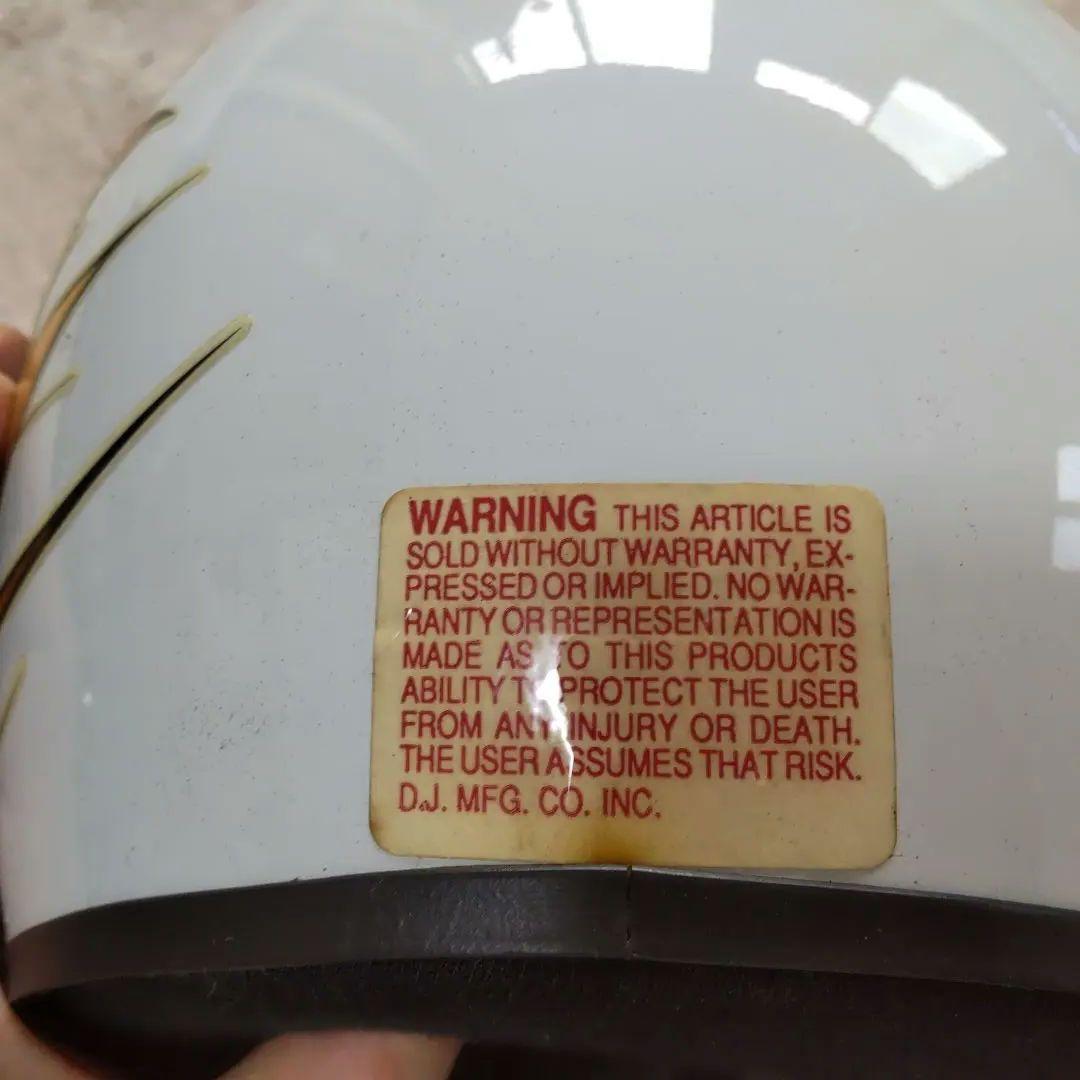 WARNING THIS ARTICLE IS
SOLD WITHOUT WARRANTY, EX-
PRESSED OR IMPLIED. NO WAR-
RANTY OR REPRESENTATION IS
MADE AS TO THIS PRODUCTS
ABILITY TO PROTECT THE USER
FROM ANY INJURY OR DEATH.
THE USER ASSUMES THAT RISK.
D.J. MFG. CO. INC.